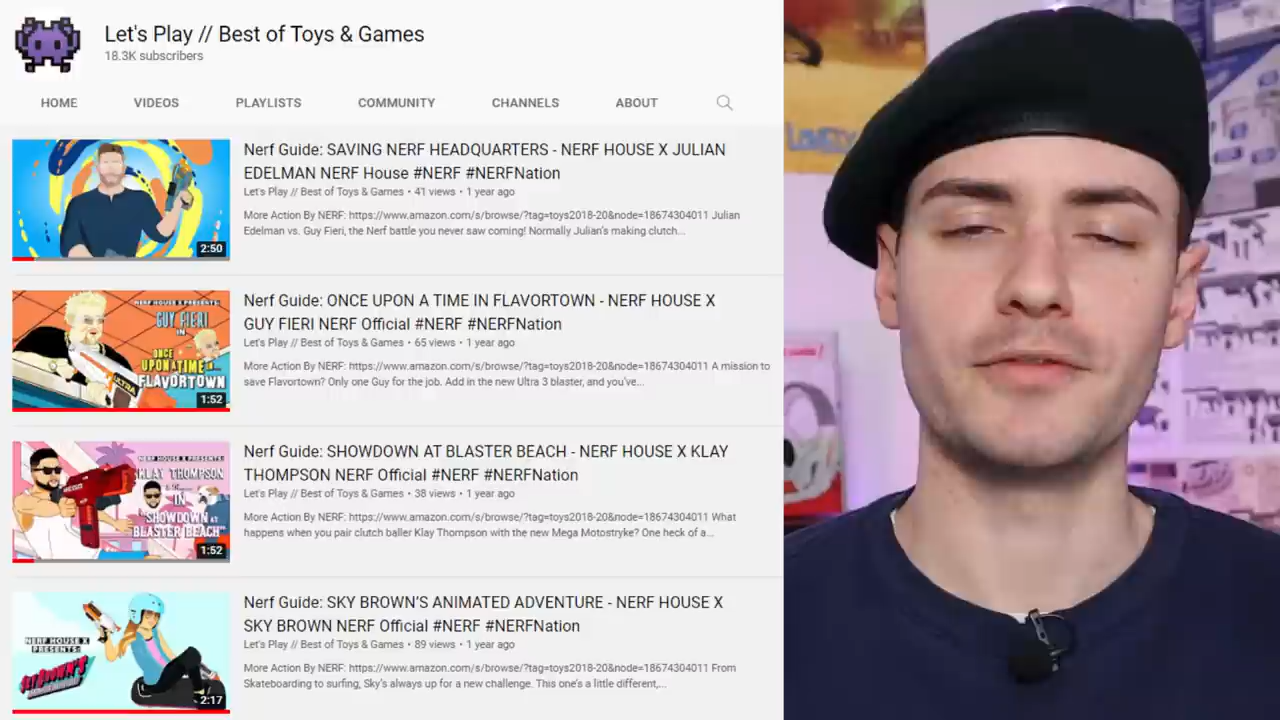 Let's Play // Best of Toys & Games
18.3K subscribers
HOME VIDEOS PLAYLISTS COMMUNITY CHANNELS ABOUT
Nerf Guide: SAVING NERF HEADQUARTERS - NERF HOUSE X JULIAN
EDELMAN NERF House #NERF #NERFNation
Let's Play // Best of Toys & Games • 41 views • 1 year ago
More Action By NERF: https://www.amazon.com/s/browse/?tag=toys2018-20&node=18674304011 Julian
Edelman vs. Guy Fieri, the Nerf battle you never saw coming! Normally Julian's making clutch...
2:50
NERF HOUSE X PRESENTS:
GUY FIERI
IN
ONCE
UPON A TIME IN
FLAVORTOWN
ULTRA
1:52
Nerf Guide: ONCE UPON A TIME IN FLAVORTOWN - NERF HOUSE X
GUY FIERI NERF Official #NERF #NERFNation
Let's Play // Best of Toys & Games • 65 views • 1 year ago
More Action By NERF: https://www.amazon.com/s/browse/?tag=toys2018-20&node=18674304011 A mission to
save Flavortown? Only one Guy for the job. Add in the new Ultra 3 blaster, and you've...
NERF HOUSE X PRESENTS:
KLAY THOMPSON
IN
"SHOWDOWN AT
BLASTER BEACH"
1:52
Nerf Guide: SHOWDOWN AT BLASTER BEACH - NERF HOUSE X KLAY
THOMPSON NERF Official #NERF #NERFNation
Let's Play // Best of Toys & Games • 38 views • 1 year ago
More Action By NERF: https://www.amazon.com/s/browse/?tag=toys2018-20&node=18674304011 What
happens when you pair clutch baller Klay Thompson with the new Mega Motostryke? One heck of a...
NERF HOUSE X
PRESENTS:
SKY BROWN'S
2:17
Nerf Guide: SKY BROWN'S ANIMATED ADVENTURE - NERF HOUSE X
SKY BROWN NERF Official #NERF #NERFNation
Let's Play // Best of Toys & Games • 89 views • 1 year ago
More Action By NERF: https://www.amazon.com/s/browse/?tag=toys2018-20&node=18674304011 From
Skateboarding to surfing, Sky's always up for a new challenge. This one's a little different,...